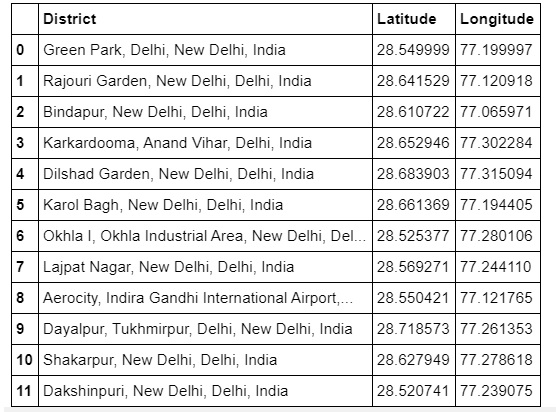 District Latitude Longitude
0 Green Park, Delhi, New Delhi, India 28.549999 77.199997
1 Rajouri Garden, New Delhi, Delhi, India 28.641529 77.120918
2 Bindapur, New Delhi, Delhi, India 28.610722 77.065971
3 Karkardooma, Anand Vihar, Delhi, India 28.652946 77.302284
4 Dilshad Garden, New Delhi, Delhi, India 28.683903 77.315094
5 Karol Bagh, New Delhi, Delhi, India 28.661369 77.194405
6 Okhla I, Okhla Industrial Area, New Delhi, Del... 28.525377 77.280106
7 Lajpat Nagar, New Delhi, Delhi, India 28.569271 77.244110
8 Aerocity, Indira Gandhi International Airport,... 28.550421 77.121765
9 Dayalpur, Tukhmirpur, Delhi, New Delhi, India 28.718573 77.261353
10 Shakarpur, New Delhi, Delhi, India 28.627949 77.278618
11 Dakshinpuri, New Delhi, Delhi, India 28.520741 77.239075